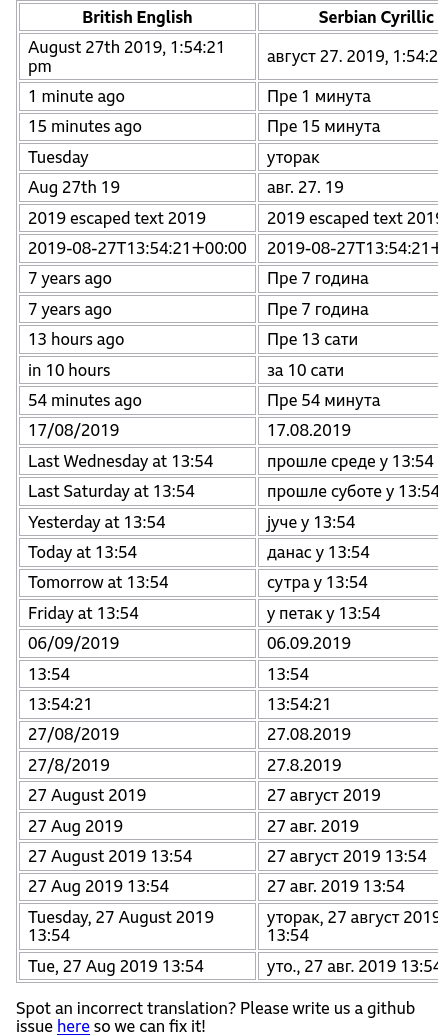 British English Serbian Cyrillic
August 27th 2019, 1:54:21
pm август 27. 2019, 1:54:2
1 minute ago Пре 1 минута
15 minutes ago Пре 15 минута
Tuesday уторак
Aug 27th 19 авг. 27. 19
2019 escaped text 2019 2019 escaped text 2019
2019-08-27T13:54:21+00:00 2019-08-27T13:54:21+
7 years ago Пре 7 година
7 years ago Пре 7 година
13 hours ago Пре 13 сати
in 10 hours за 10 сати
54 minutes ago Пре 54 минута
17/08/2019 17.08.2019
Last Wednesday at 13:54 прошле среде у 13:54
Last Saturday at 13:54 прошле суботе у 13:54
Yesterday at 13:54 јуче у 13:54
Today at 13:54 данас у 13:54
Tomorrow at 13:54 сутра у 13:54
Friday at 13:54 у петак у 13:54
06/09/2019 06.09.2019
13:54 13:54
13:54:21 13:54:21
27/08/2019 27.08.2019
27/8/2019 27.8.2019
27 August 2019 27 август 2019
27 Aug 2019 27 авг. 2019
27 August 2019 13:54 27 август 2019 13:54
27 Aug 2019 13:54 27 авг. 2019 13:54
Tuesday, 27 August 2019 уторак, 27 август 2019
13:54 13:54
Tue, 27 Aug 2019 13:54 уто., 27 авг. 2019 13:54
Spot an incorrect translation? Please write us a github
issue here so we can fix it!